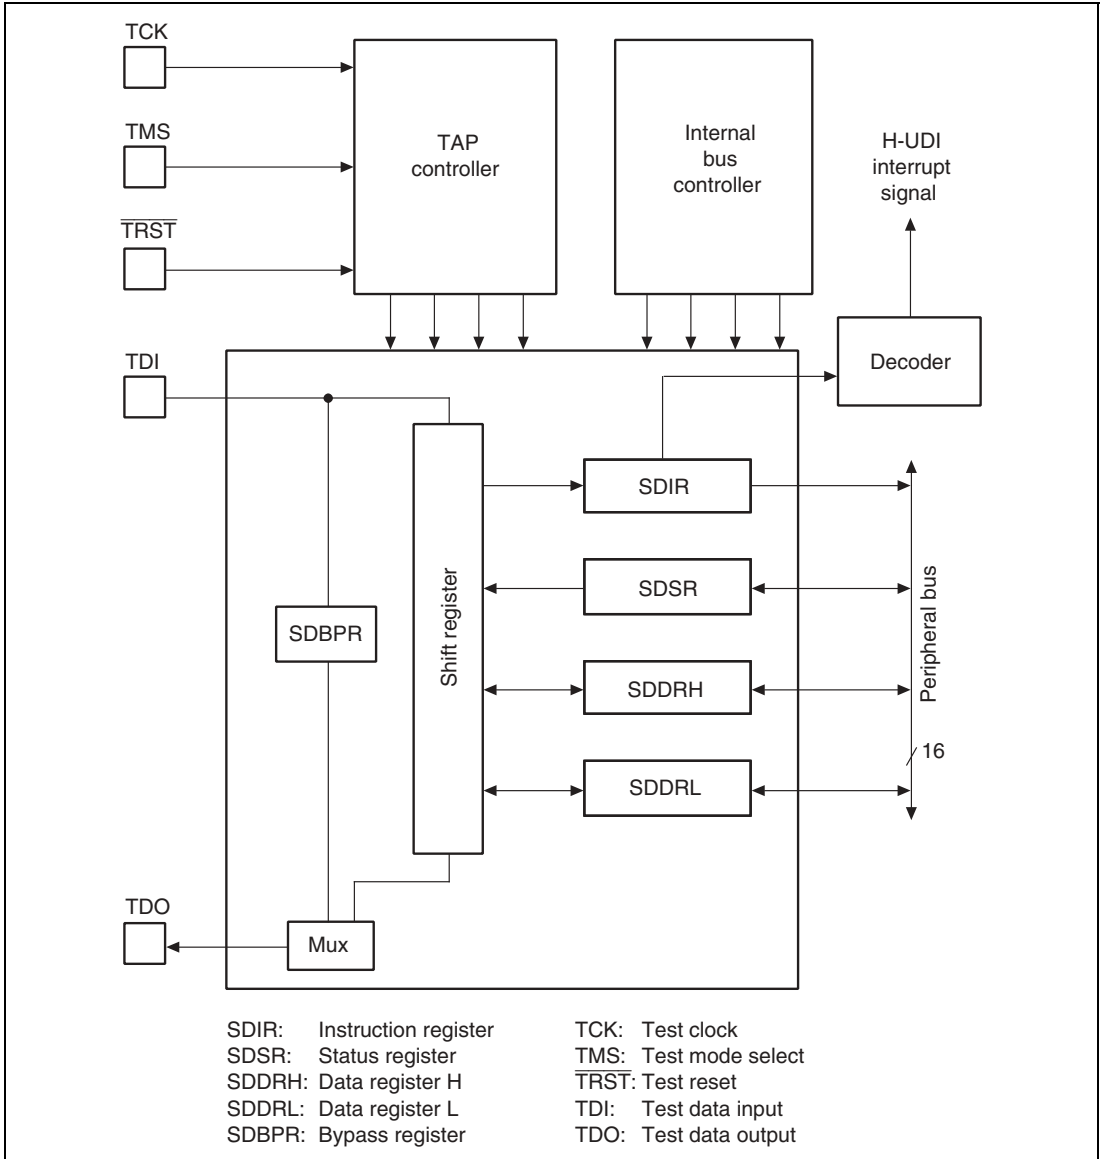 TCK
TMS
TRST
TAP
controller
Internal
bus
controller
H-UDI
interrupt
signal
TDI
Decoder
SDIR
SDSR
SDBPR
Shift register
SDDRH
Peripheral bus
16
SDDRL
TDO
Mux
SDIR: Instruction register
SDSR: Status register
SDDRH: Data register H
SDDRL: Data register L
SDBPR: Bypass register
TCK: Test clock
TMS: Test mode select
TRST: Test reset
TDI: Test data input
TDO: Test data output